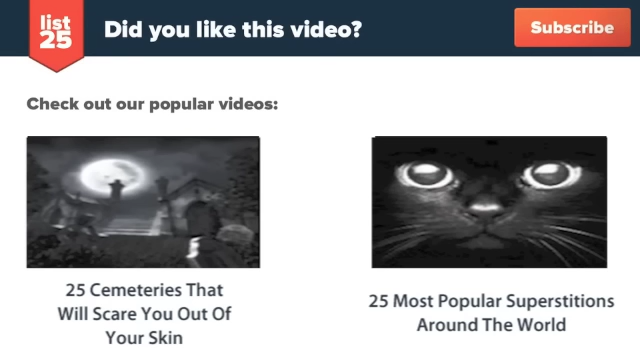 list
25
Did you like this video?
Subscribe
Check out our popular videos:
25 Cemeteries That
Will Scare You Out Of
Your Skin
25 Most Popular Superstitions
Around The World